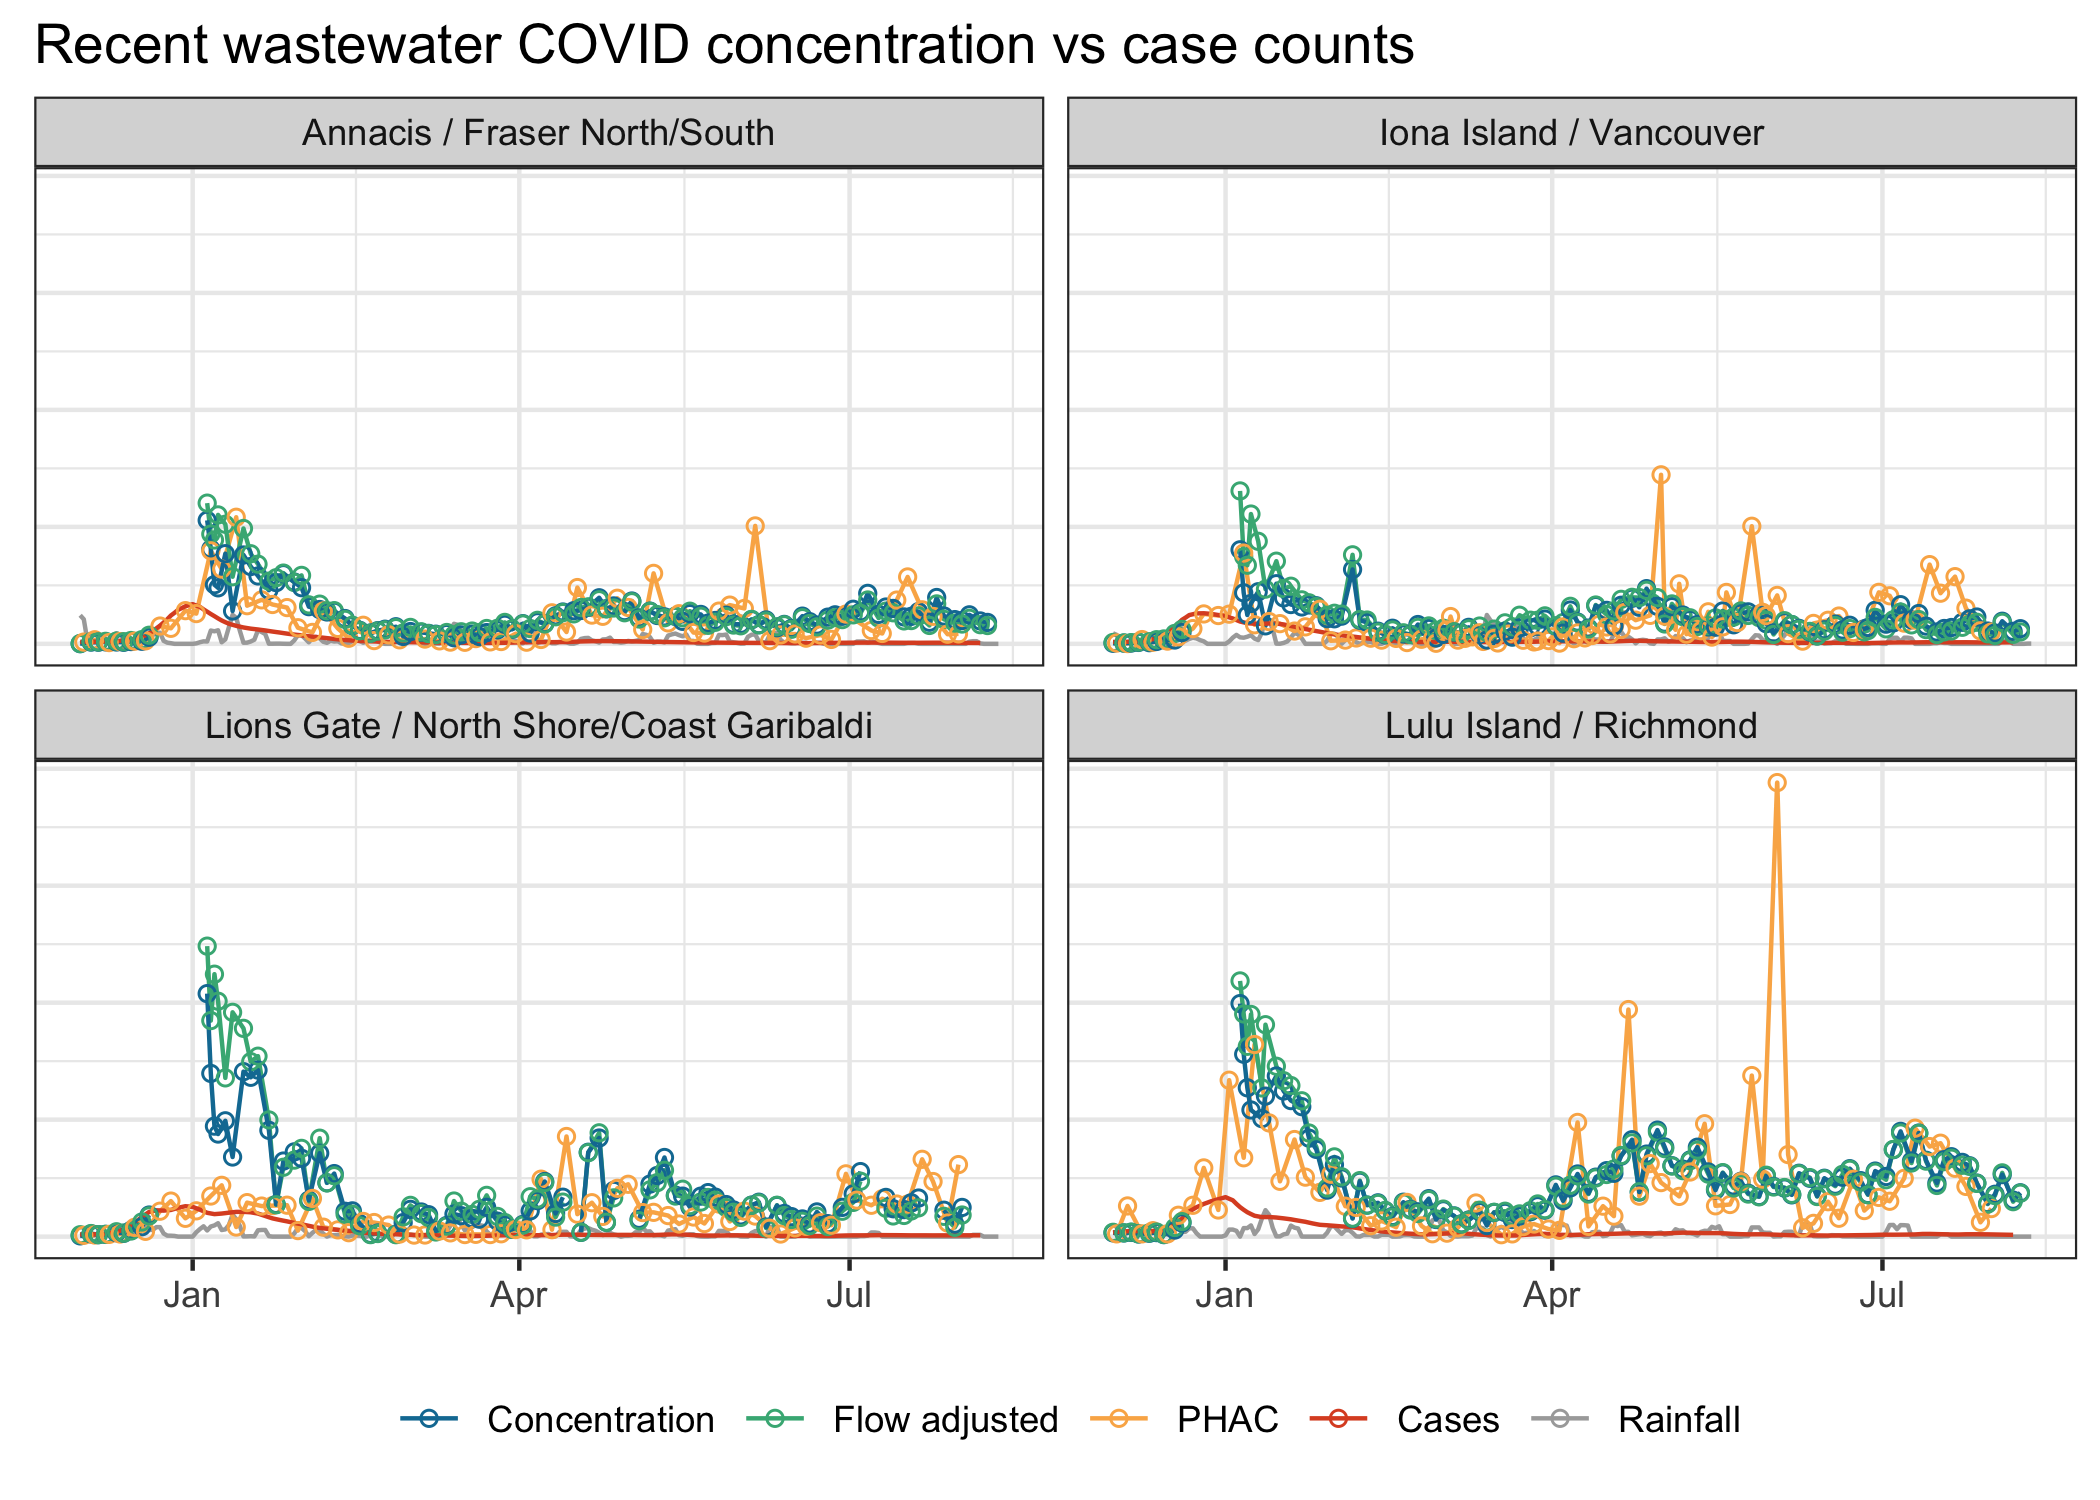 Recent wastewater COVID concentration vs case counts
Annacis / Fraser North/South
Iona Island / Vancouver
Lions Gate / North Shore/Coast Garibaldi
Lulu Island / Richmond
Jan Apr Jul
Jan Apr Jul
Concentration Flow adjusted PHAC Cases Rainfall